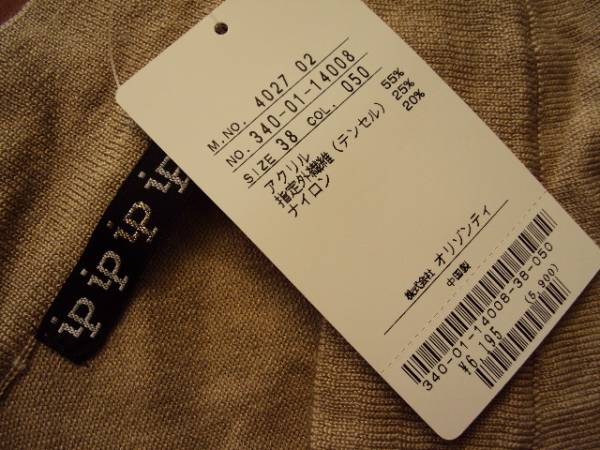 M.NO. 4027 02
NO. 340-01-14008
SIZE 38 COL. 050
アクリル 55%
指定外繊維(テンセル) 25%
ナイロン 20%
株式会社 オリゾンティ
中国製
340-01-14008-38-050
¥6,195 (5,900)
ip ip ip ip